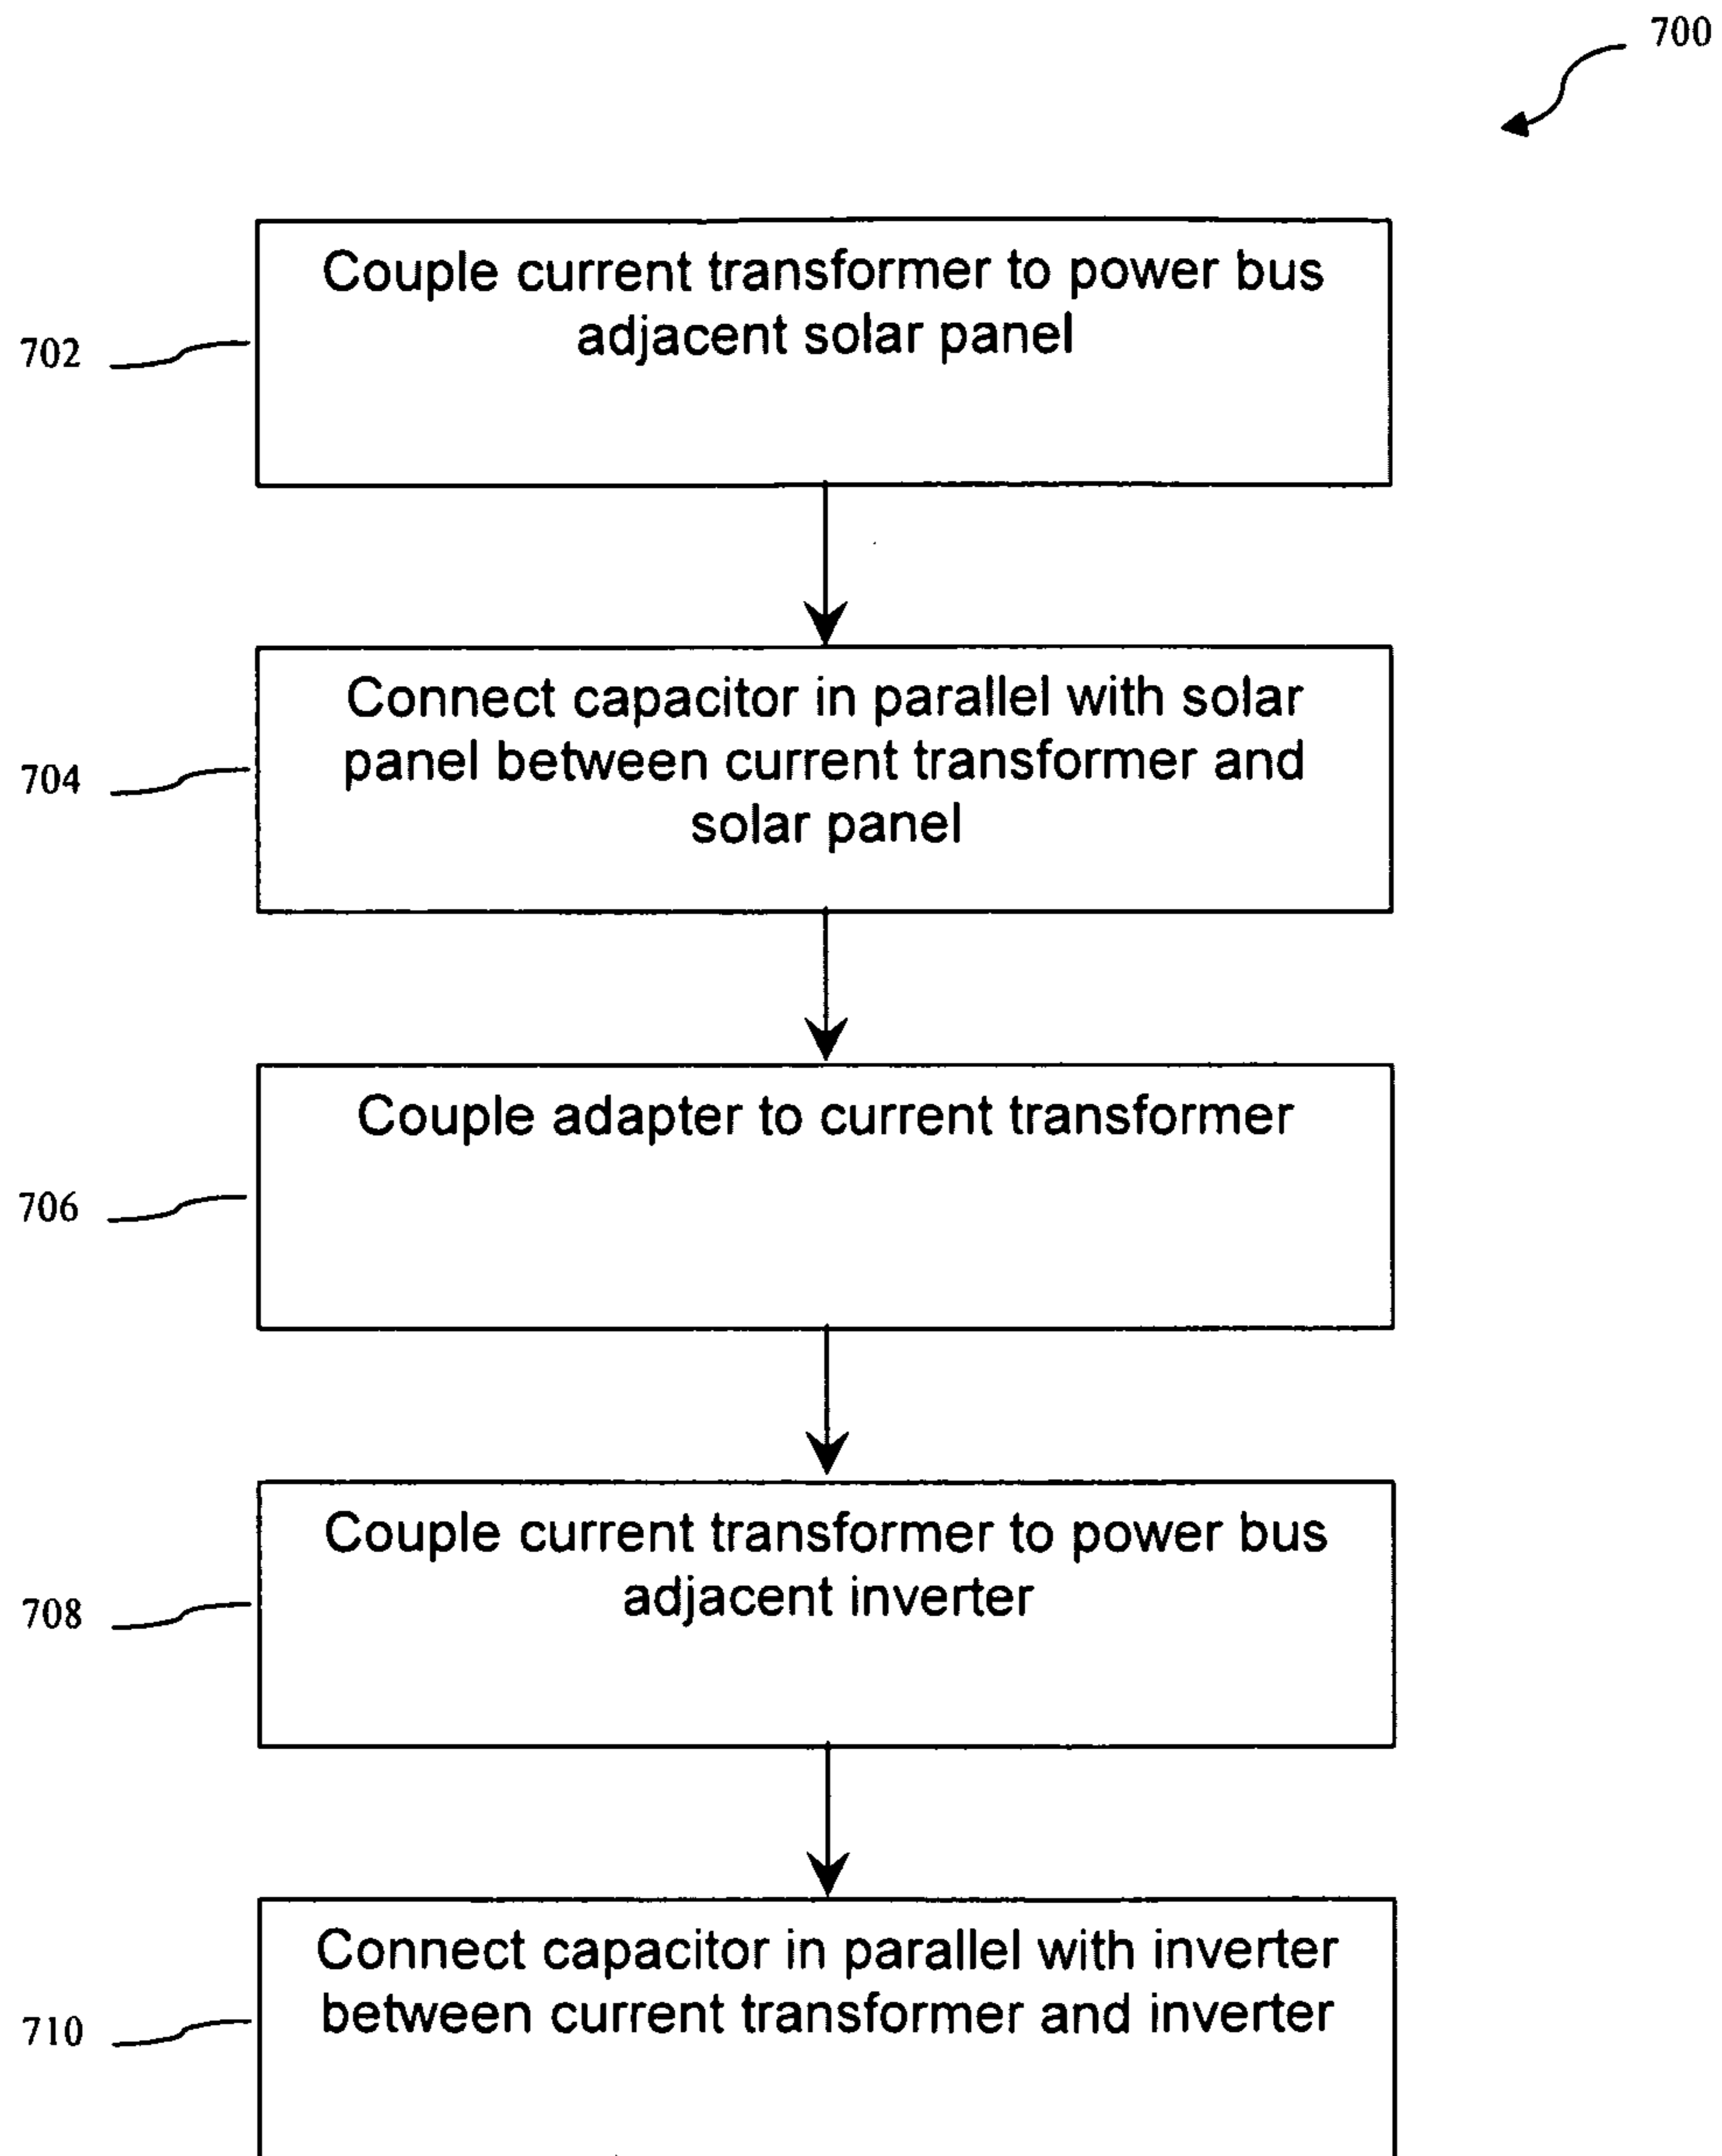 700
Couple current transformer to power bus
adjacent solar panel
702
Connect capacitor in parallel with solar
panel between current transformer and
solar panel
704
Couple adapter to current transformer
706
Couple current transformer to power bus
adjacent inverter
708
Connect capacitor in parallel with inverter
between current transformer and inverter
710